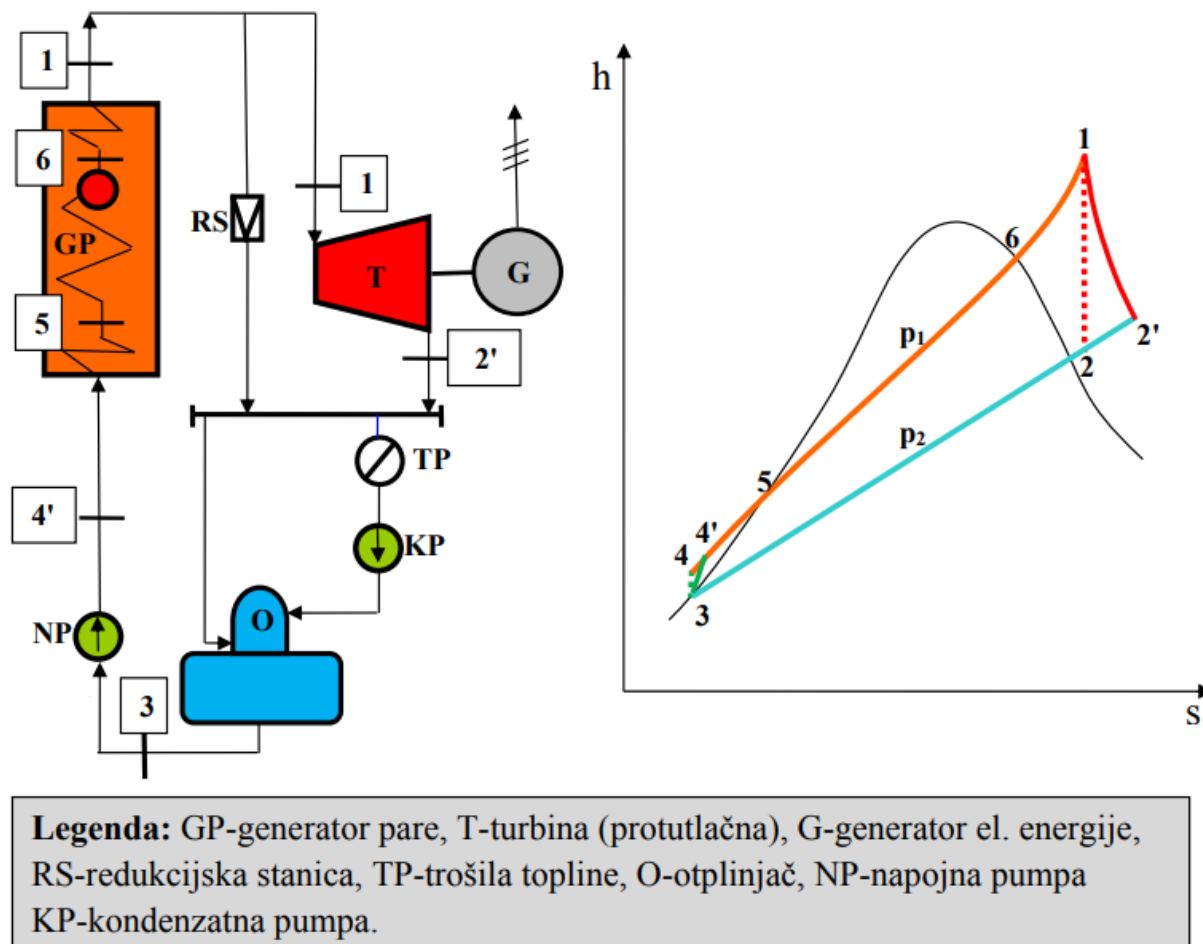 1
6
GP
5
4'
NP
3
RS
1
T
G
2'
TP
KP
O
h
1
6
p1
2'
2
p2
5
4'
4
3
s
Legenda: GP-generator pare, T-turbina (protutlačna), G-generator el. energije,
RS-redukcijska stanica, TP-trošila topline, O-otplinjač, NP-napojna pumpa
KP-kondenzatna pumpa.